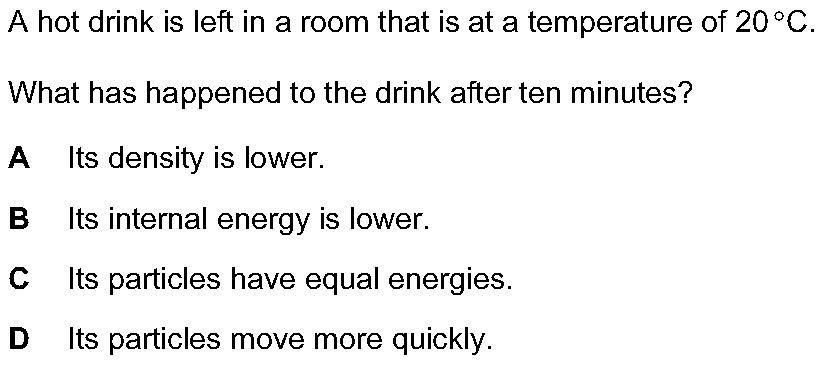 A hot drink is left in a room that is at a temperature of 20 °C.
What has happened to the drink after ten minutes?
A Its density is lower.
B Its internal energy is lower.
C Its particles have equal energies.
D Its particles move more quickly.